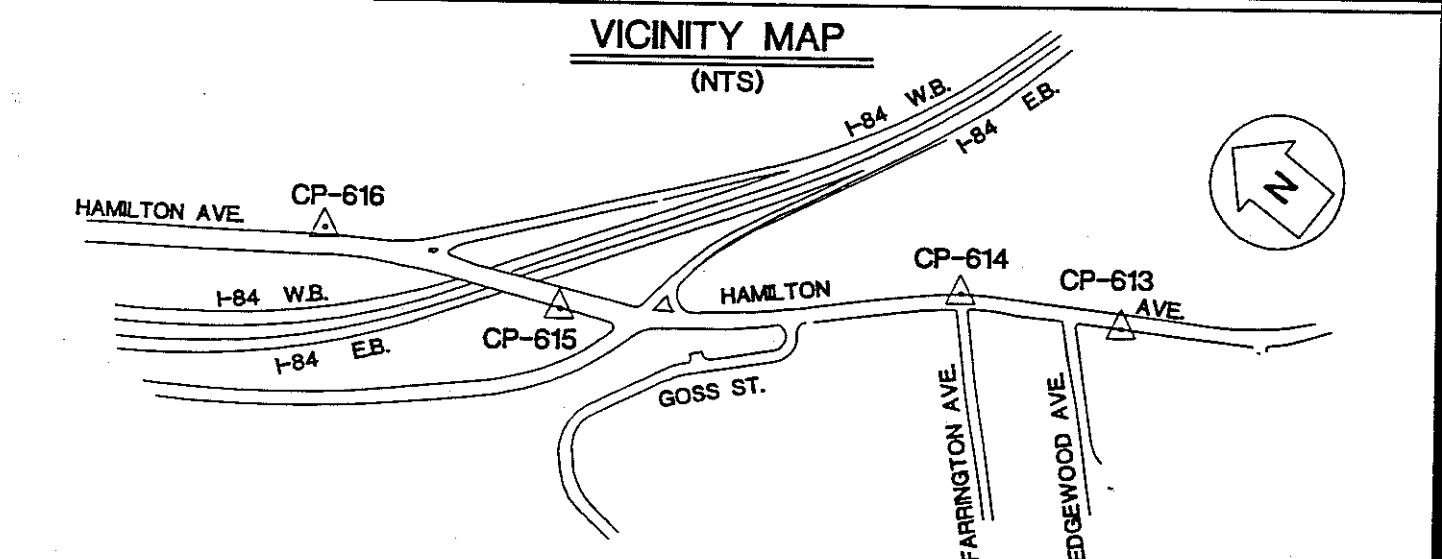 VICINITY MAP
(NTS)
I-84 W.B.
I-84 E.B.
N
CP-616
HAMILTON AVE.
CP-614
CP-613
I-84 W.B.
HAMILTON
AVE.
CP-615
I-84 E.B.
GOSS ST.
FARRINGTON AVE.
EDGEWOOD AVE.